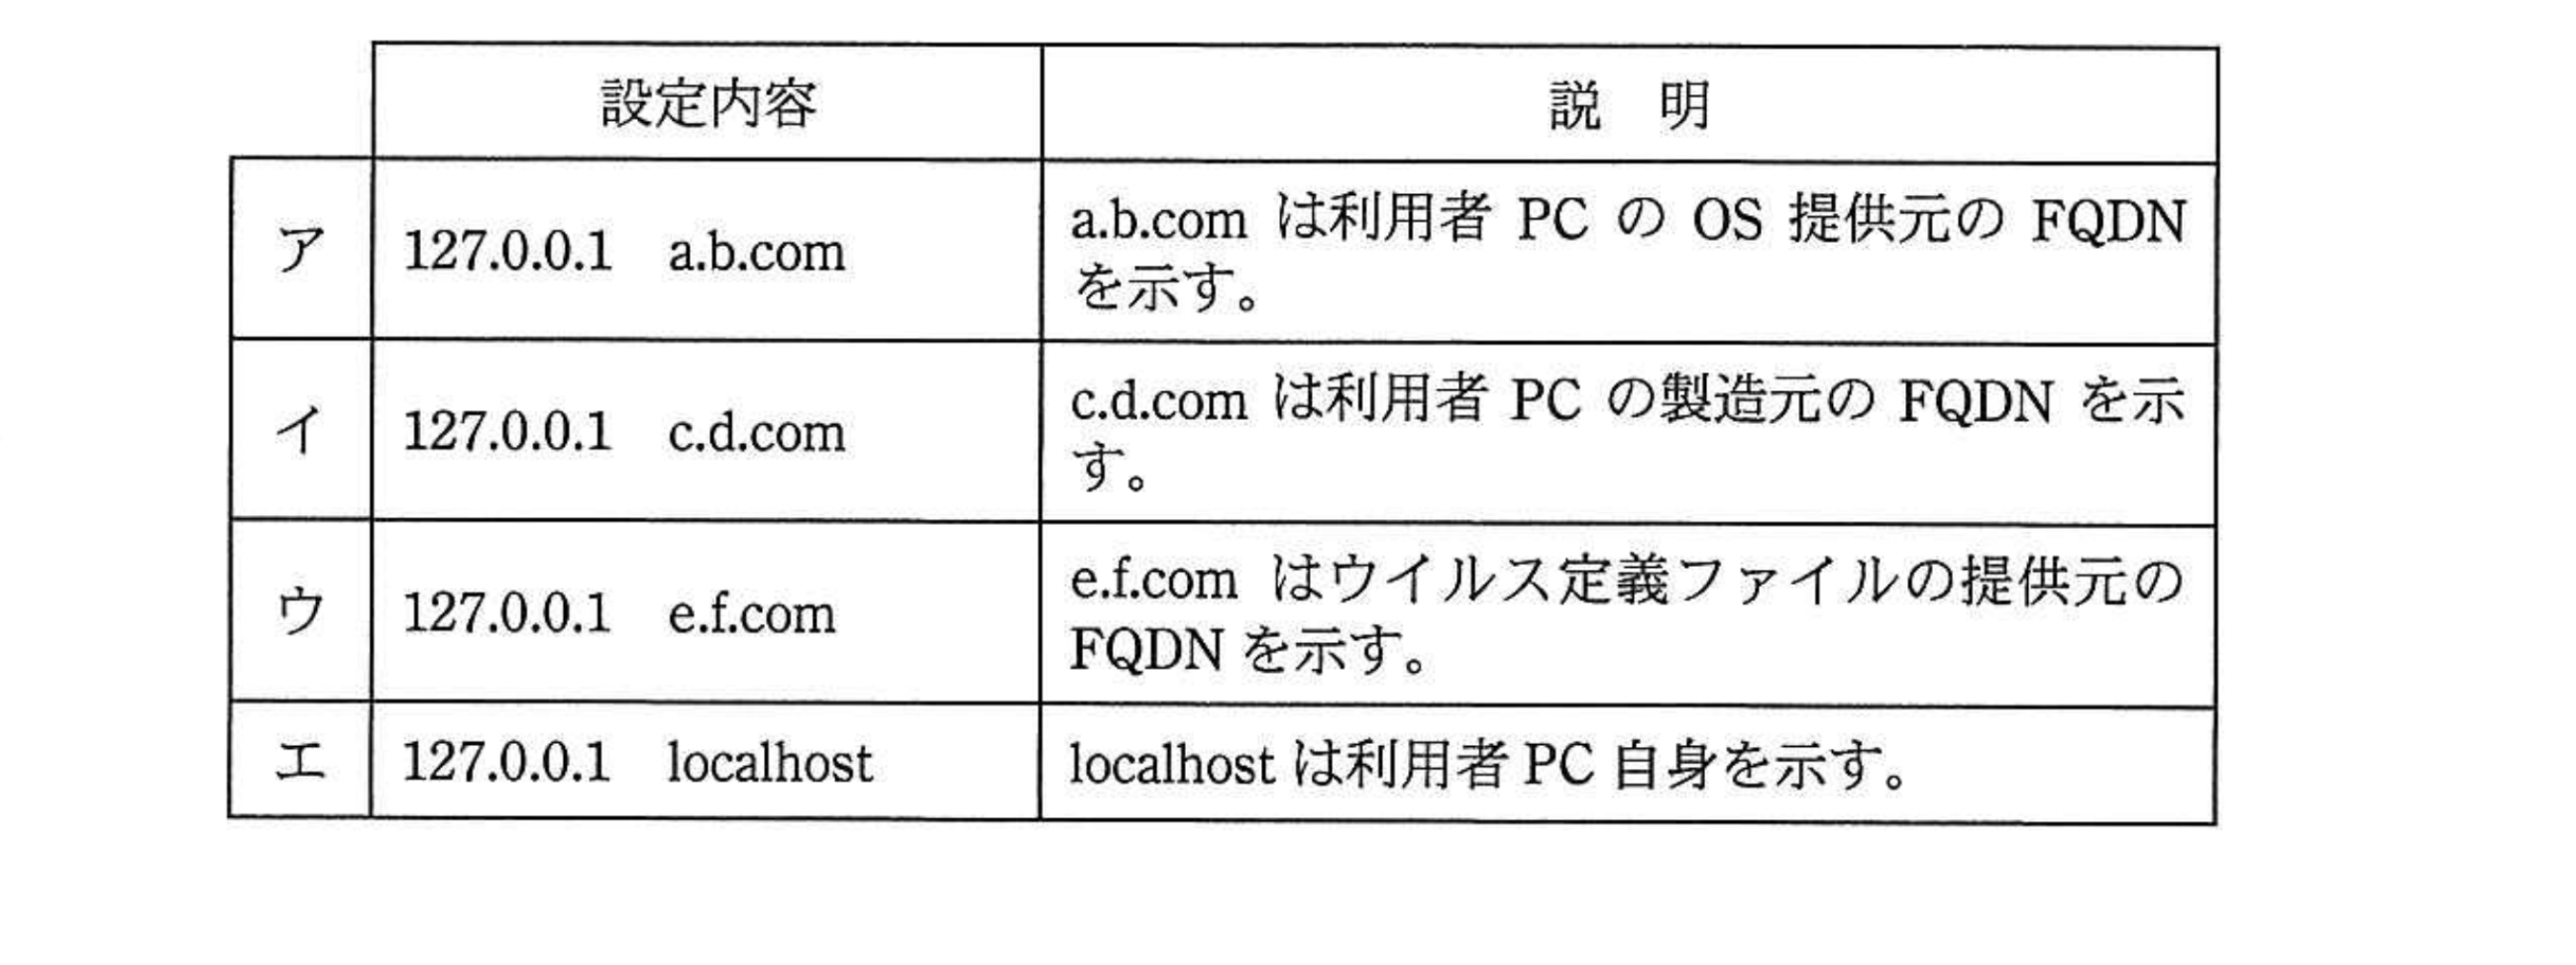 設定内容 説 明
ア 127.0.0.1 a.b.com a.b.com は利用者 PC の OS 提供元の FQDN
を示す。
イ 127.0.0.1 c.d.com c.d.com は利用者 PC の製造元の FQDN を示
す。
ウ 127.0.0.1 e.f.com e.f.com はウイルス定義ファイルの提供元の
FQDN を示す。
エ 127.0.0.1 localhost localhost は利用者 PC 自身を示す。